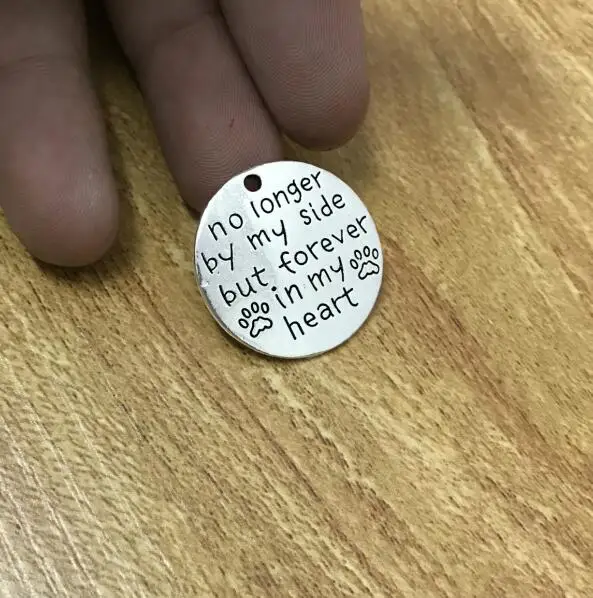 no longer
by my side
but forever
in my
heart